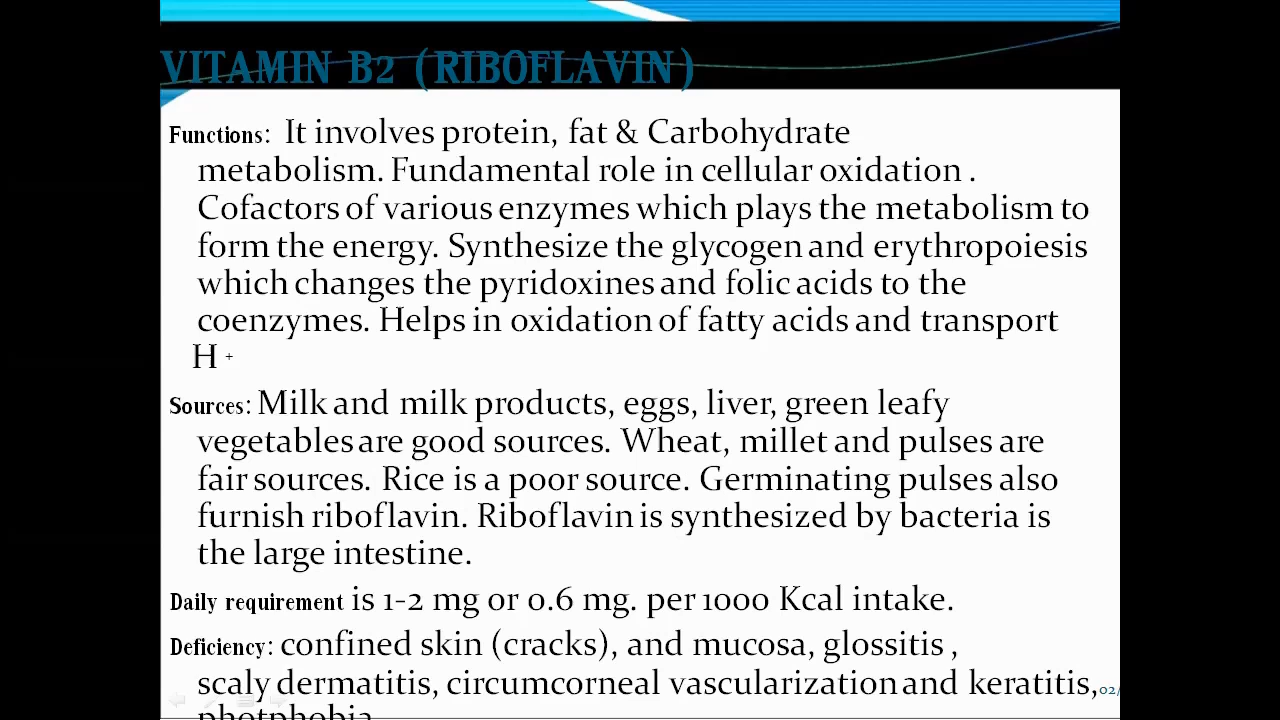 VITAMIN B2 (RIBOFLAVIN)
Functions: It involves protein, fat & Carbohydrate
metabolism. Fundamental role in cellular oxidation .
Cofactors of various enzymes which plays the metabolism to
form the energy. Synthesize the glycogen and erythropoiesis
which changes the pyridoxines and folic acids to the
coenzymes. Helps in oxidation of fatty acids and transport
H +
Sources: Milk and milk products, eggs, liver, green leafy
vegetables are good sources. Wheat, millet and pulses are
fair sources. Rice is a poor source. Germinating pulses also
furnish riboflavin. Riboflavin is synthesized by bacteria is
the large intestine.
Daily requirement is 1-2 mg or 0.6 mg. per 1000 Kcal intake.
Deficiency: confined skin (cracks), and mucosa, glossitis ,
scaly dermatitis, circumcorneal vascularization and keratitis, 02/
photphobia